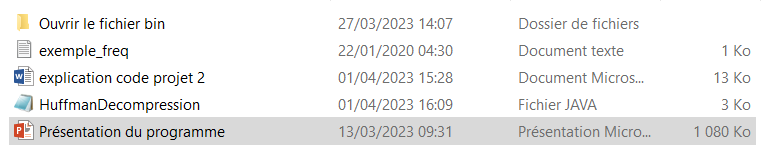 Ouvrir le fichier bin 27/03/2023 14:07 Dossier de fichiers
exemple_freq 22/01/2020 04:30 Document texte 1 Ko
explication code projet 2 01/04/2023 15:28 Document Micros... 13 Ko
HuffmanDecompression 01/04/2023 16:09 Fichier JAVA 3 Ko
Présentation du programme 13/03/2023 09:31 Présentation Micro... 1 080 Ko